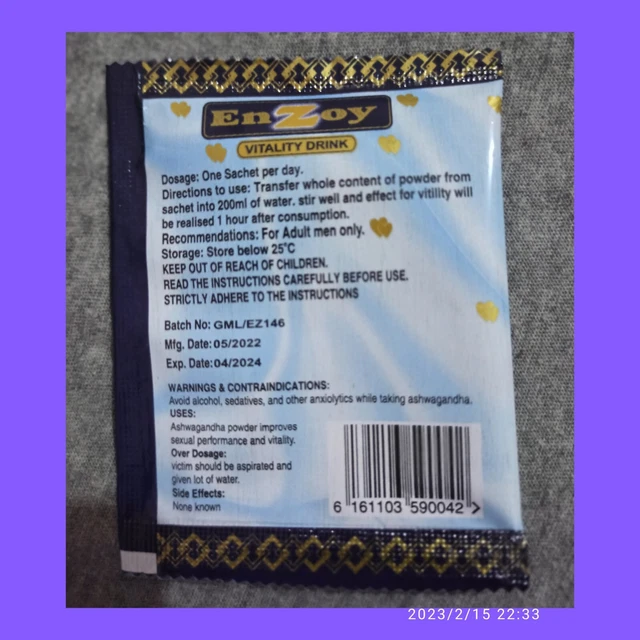 EnZoy
VITALITY DRINK
Dosage: One Sachet per day.
Directions to use: Transfer whole content of powder from
sachet into 200ml of water. stir well and effect for vitility will
be realised 1 hour after consumption.
Recommendations: For Adult men only.
Storage: Store below 25°C
KEEP OUT OF REACH OF CHILDREN.
READ THE INSTRUCTIONS CAREFULLY BEFORE USE.
STRICTLY ADHERE TO THE INSTRUCTIONS
Batch No: GML/EZ146
Mfg. Date: 05/2022
Exp. Date: 04/2024
WARNINGS & CONTRAINDICATIONS:
Avoid alcohol, sedatives, and other anxiolytics while taking ashwagandha.
USES:
Ashwagandha powder improves
sexual performance and vitality.
Over Dosage:
victim should be aspirated and
given lot of water.
Side Effects:
None known
6 161103 590042 >
2023/2/15 22:33